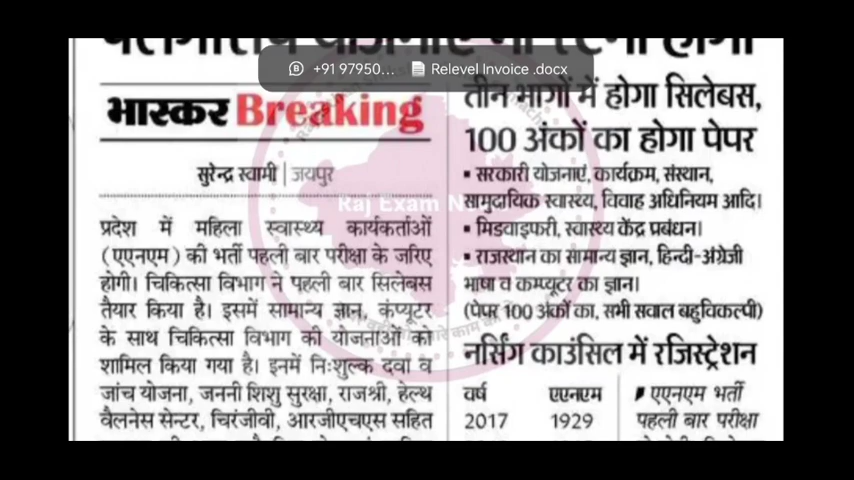 +91 97950... Relevel Invoice .docx
भास्कर Breaking
सुरेन्द्र स्वामी | जयपुर
प्रदेश में महिला स्वास्थ्य कार्यकर्ताओं
(एएनएम) की भर्ती पहली बार परीक्षा के जरिए
होगी। चिकित्सा विभाग ने पहली बार सिलेबस
तैयार किया है। इसमें सामान्य ज्ञान, कंप्यूटर
के साथ चिकित्सा विभाग की योजनाओं को
शामिल किया गया है। इनमें निःशुल्क दवा व
जांच योजना, जननी शिशु सुरक्षा, राजश्री, हेल्थ
वैलनेस सेन्टर, चिरंजीवी, आरजीएचएस सहित
तीन भागों में होगा सिलेबस,
100 अंकों का होगा पेपर
▪ सरकारी योजनाएं, कार्यक्रम, संस्थान,
सामुदायिक स्वास्थ्य, विवाह अधिनियम आदि।
▪ मिडवाइफरी, स्वास्थ्य केंद्र प्रबंधन।
▪ राजस्थान का सामान्य ज्ञान, हिन्दी-अंग्रेजी
भाषा व कम्प्यूटर का ज्ञान।
(पेपर 100 अंकों का, सभी सवाल बहुविकल्पी)
नर्सिंग काउंसिल में रजिस्ट्रेशन
वर्ष एएनएम
2017 1929
एएनएम भर्ती
पहली बार परीक्षा
Raj Exam